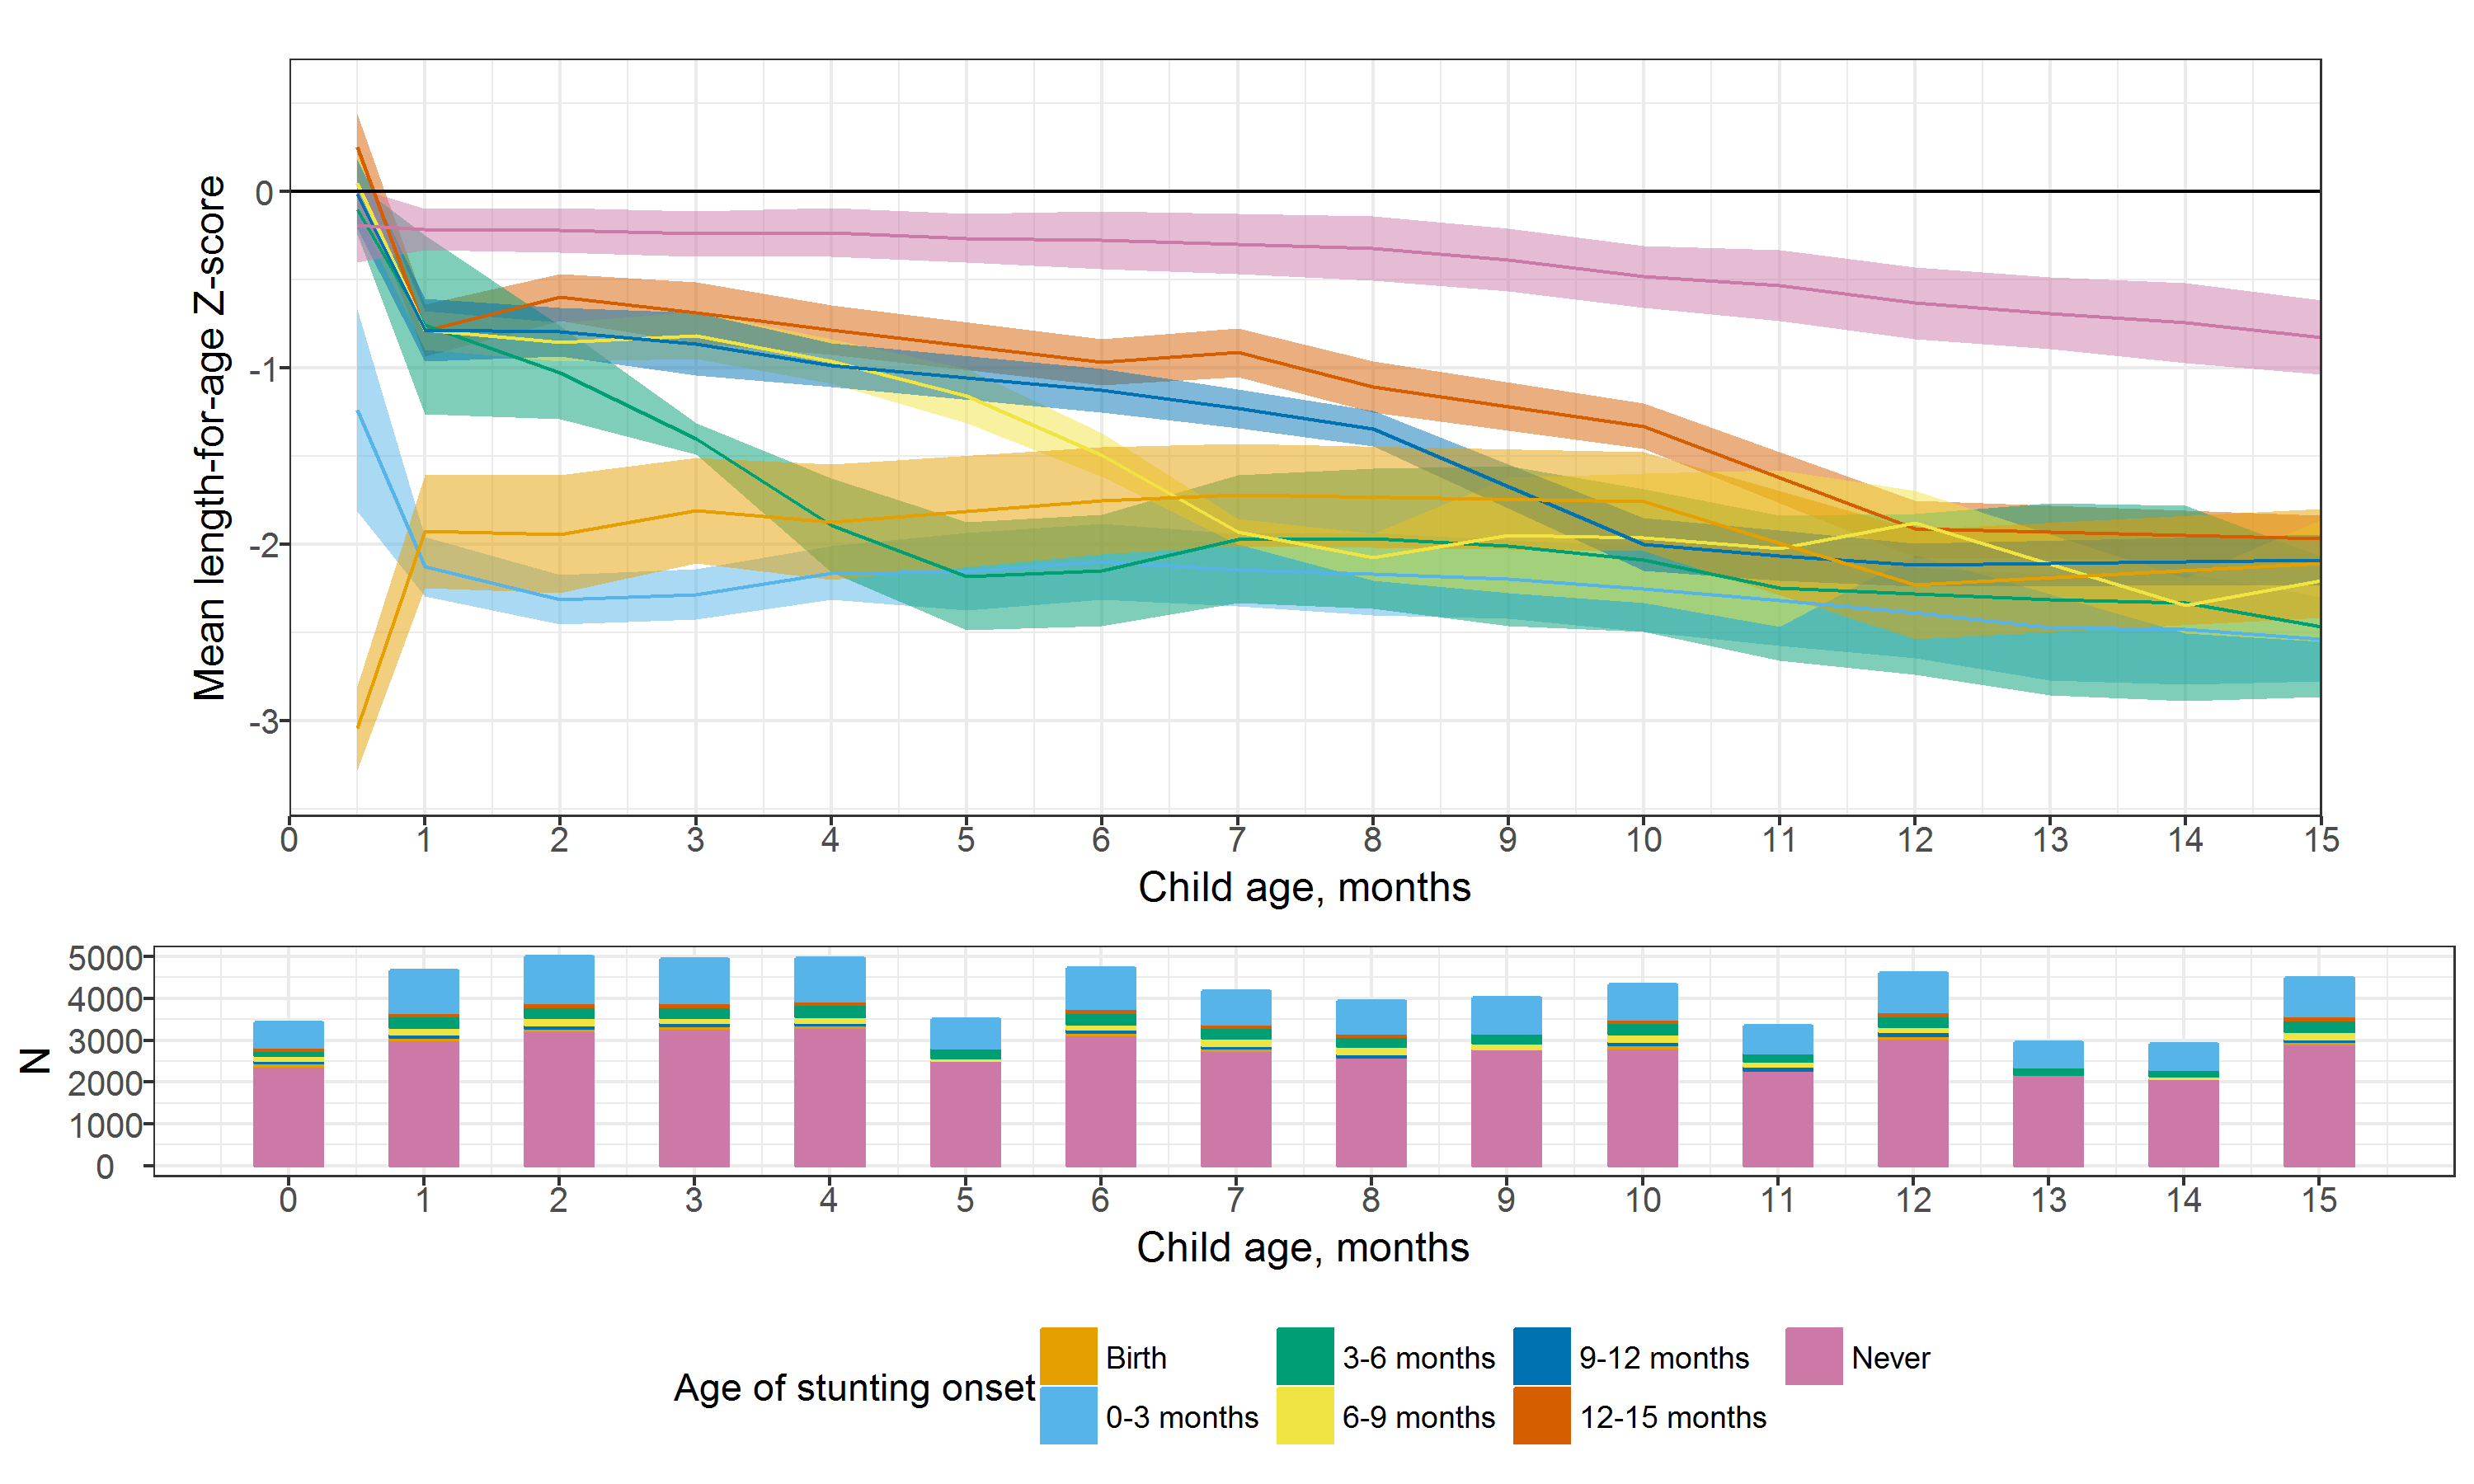 Mean length-for-age Z-score
0
-1
-2
-3
0 1 2 3 4 5 6 7 8 9 10 11 12 13 14 15
Child age, months
N
5000
4000
3000
2000
1000
0
0 1 2 3 4 5 6 7 8 9 10 11 12 13 14 15
Child age, months
Age of stunting onset
Birth 3-6 months 9-12 months Never
0-3 months 6-9 months 12-15 months